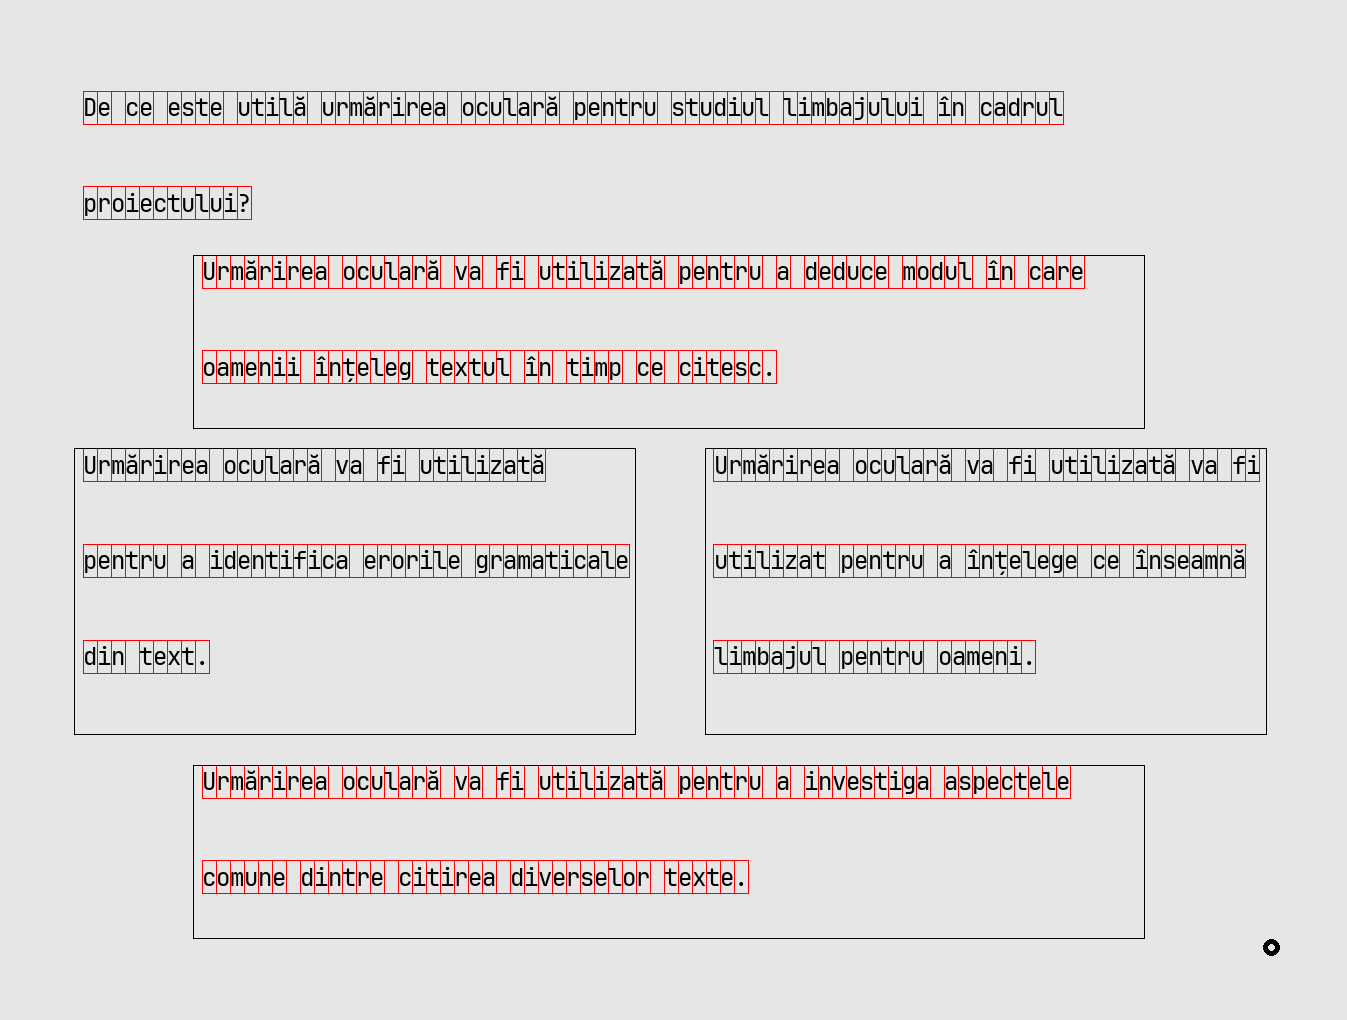 De ce este utilă urmărirea oculară pentru studiul limbajului în cadrul
proiectului?
Urmărirea oculară va fi utilizată pentru a deduce modul în care
oamenii înțeleg textul în timp ce citesc.
Urmărirea oculară va fi utilizată
pentru a identifica erorile gramaticale
din text.
Urmărirea oculară va fi utilizată va fi
utilizat pentru a înțelege ce înseamnă
limbajul pentru oameni.
Urmărirea oculară va fi utilizată pentru a investiga aspectele
comune dintre citirea diverselor texte.